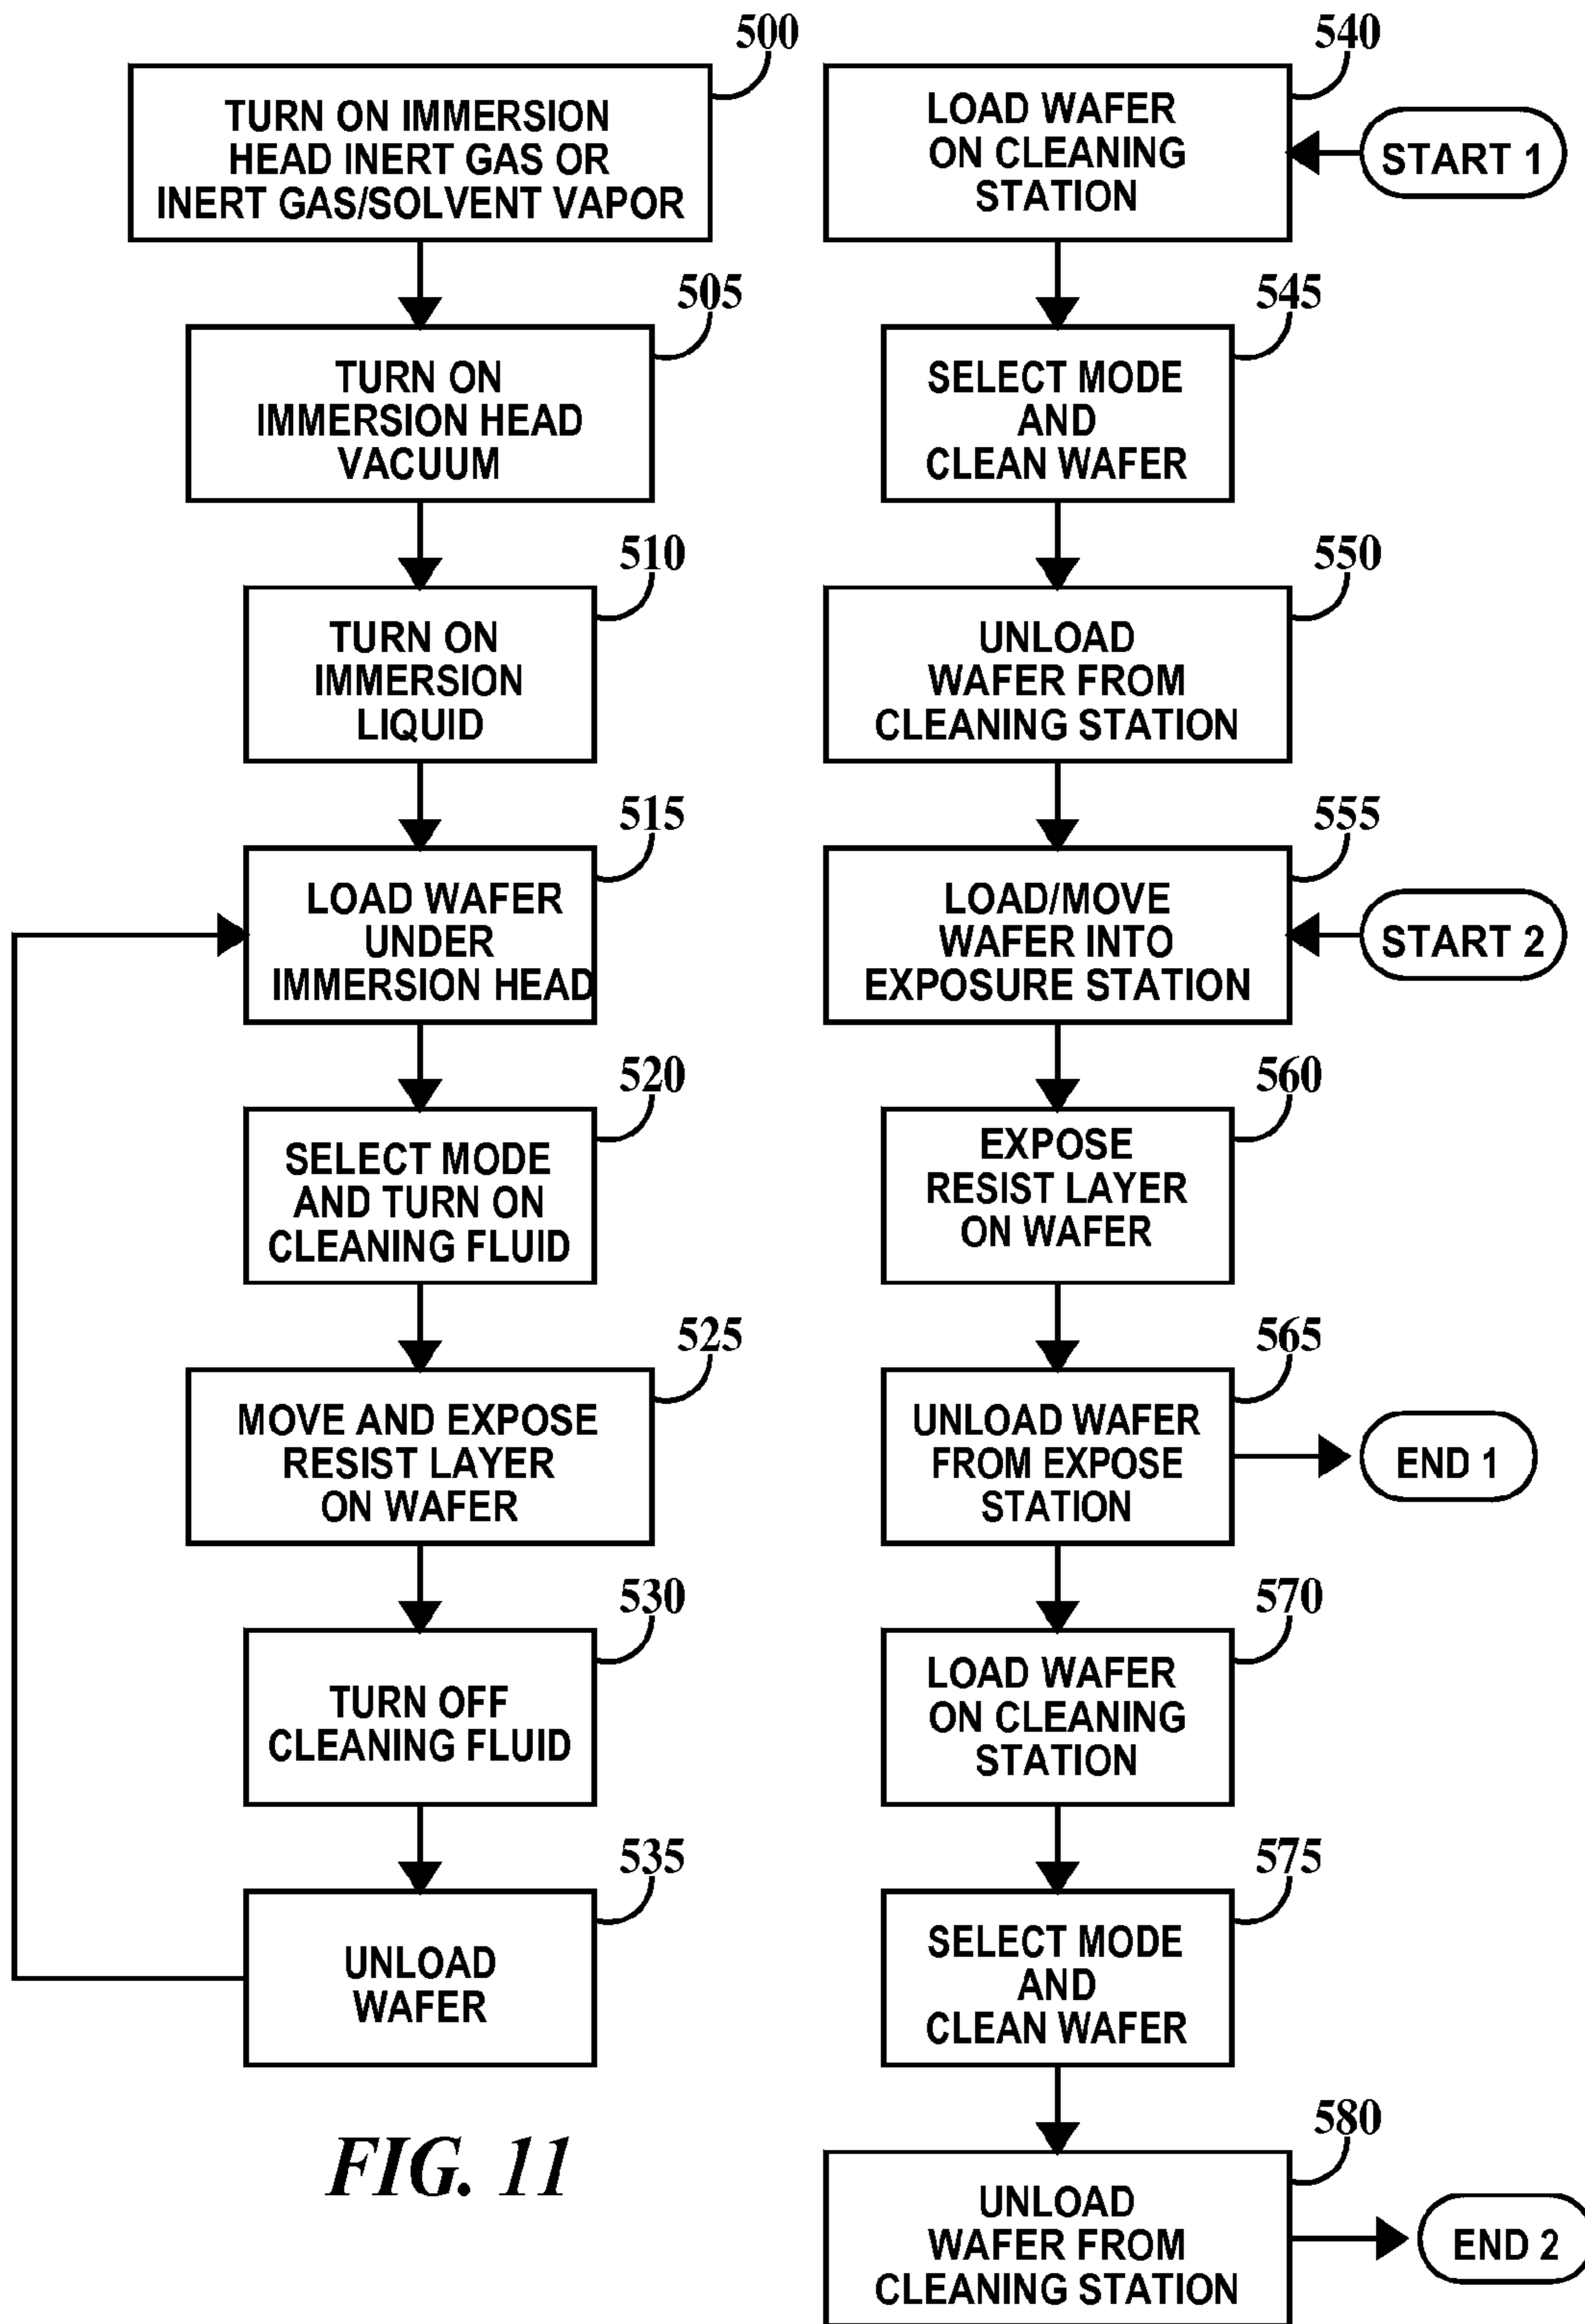 500
TURN ON IMMERSION
HEAD INERT GAS OR
INERT GAS/SOLVENT VAPOR
505
TURN ON
IMMERSION HEAD
VACUUM
510
TURN ON
IMMERSION
LIQUID
515
LOAD WAFER
UNDER
IMMERSION HEAD
520
SELECT MODE
AND TURN ON
CLEANING FLUID
525
MOVE AND EXPOSE
RESIST LAYER
ON WAFER
530
TURN OFF
CLEANING FLUID
535
UNLOAD
WAFER
FIG. 11
540
LOAD WAFER
ON CLEANING
STATION
START 1
545
SELECT MODE
AND
CLEAN WAFER
550
UNLOAD
WAFER FROM
CLEANING STATION
555
LOAD/MOVE
WAFER INTO
EXPOSURE STATION
START 2
560
EXPOSE
RESIST LAYER
ON WAFER
565
UNLOAD WAFER
FROM EXPOSE
STATION
END 1
570
LOAD WAFER
ON CLEANING
STATION
575
SELECT MODE
AND
CLEAN WAFER
580
UNLOAD
WAFER FROM
CLEANING STATION
END 2